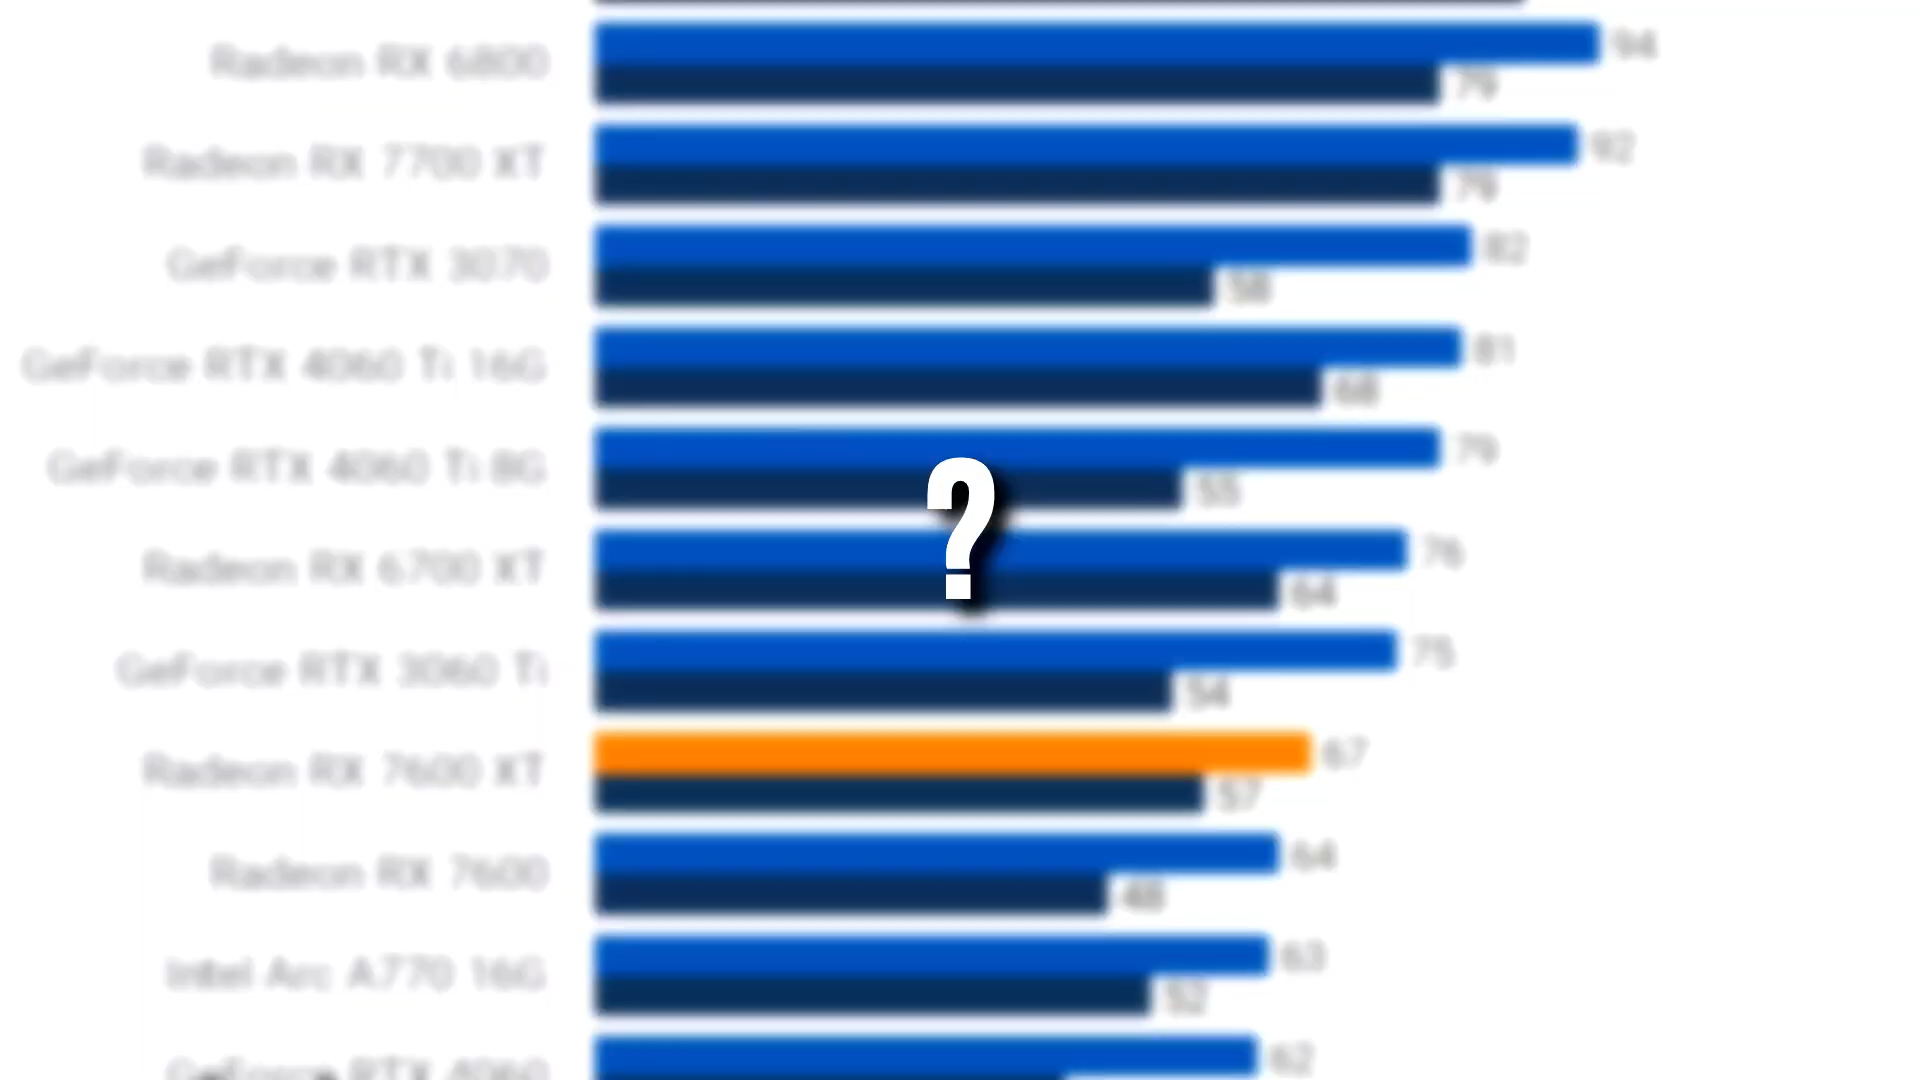 Radeon RX 6800 94
79
Radeon RX 7700 XT 92
79
GeForce RTX 3070 82
58
GeForce RTX 4060 Ti 16G 81
68
GeForce RTX 4060 Ti 8G 79
55
?
Radeon RX 6700 XT 76
64
GeForce RTX 3060 Ti 75
54
Radeon RX 7600 XT 67
57
Radeon RX 7600 64
48
Intel Arc A770 16G 63
52
GeForce RTX 4060 62